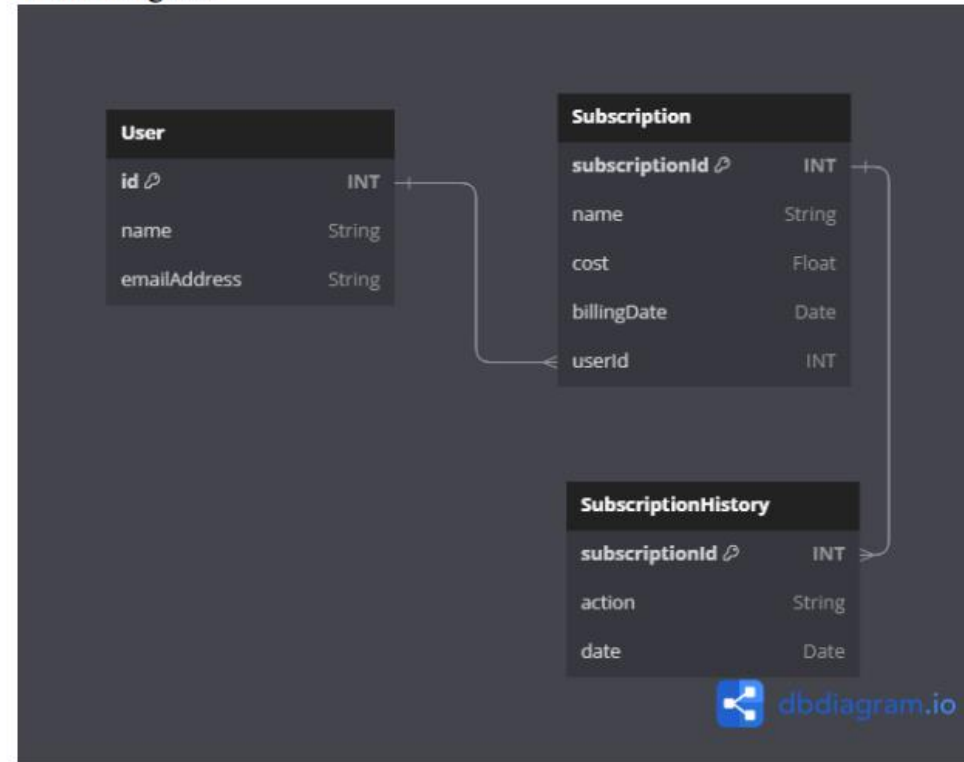 User
id INT
name String
emailAddress String
Subscription
subscriptionId INT
name String
cost Float
billingDate Date
userId INT
SubscriptionHistory
subscriptionId INT
action String
date Date
dbdiagram.io